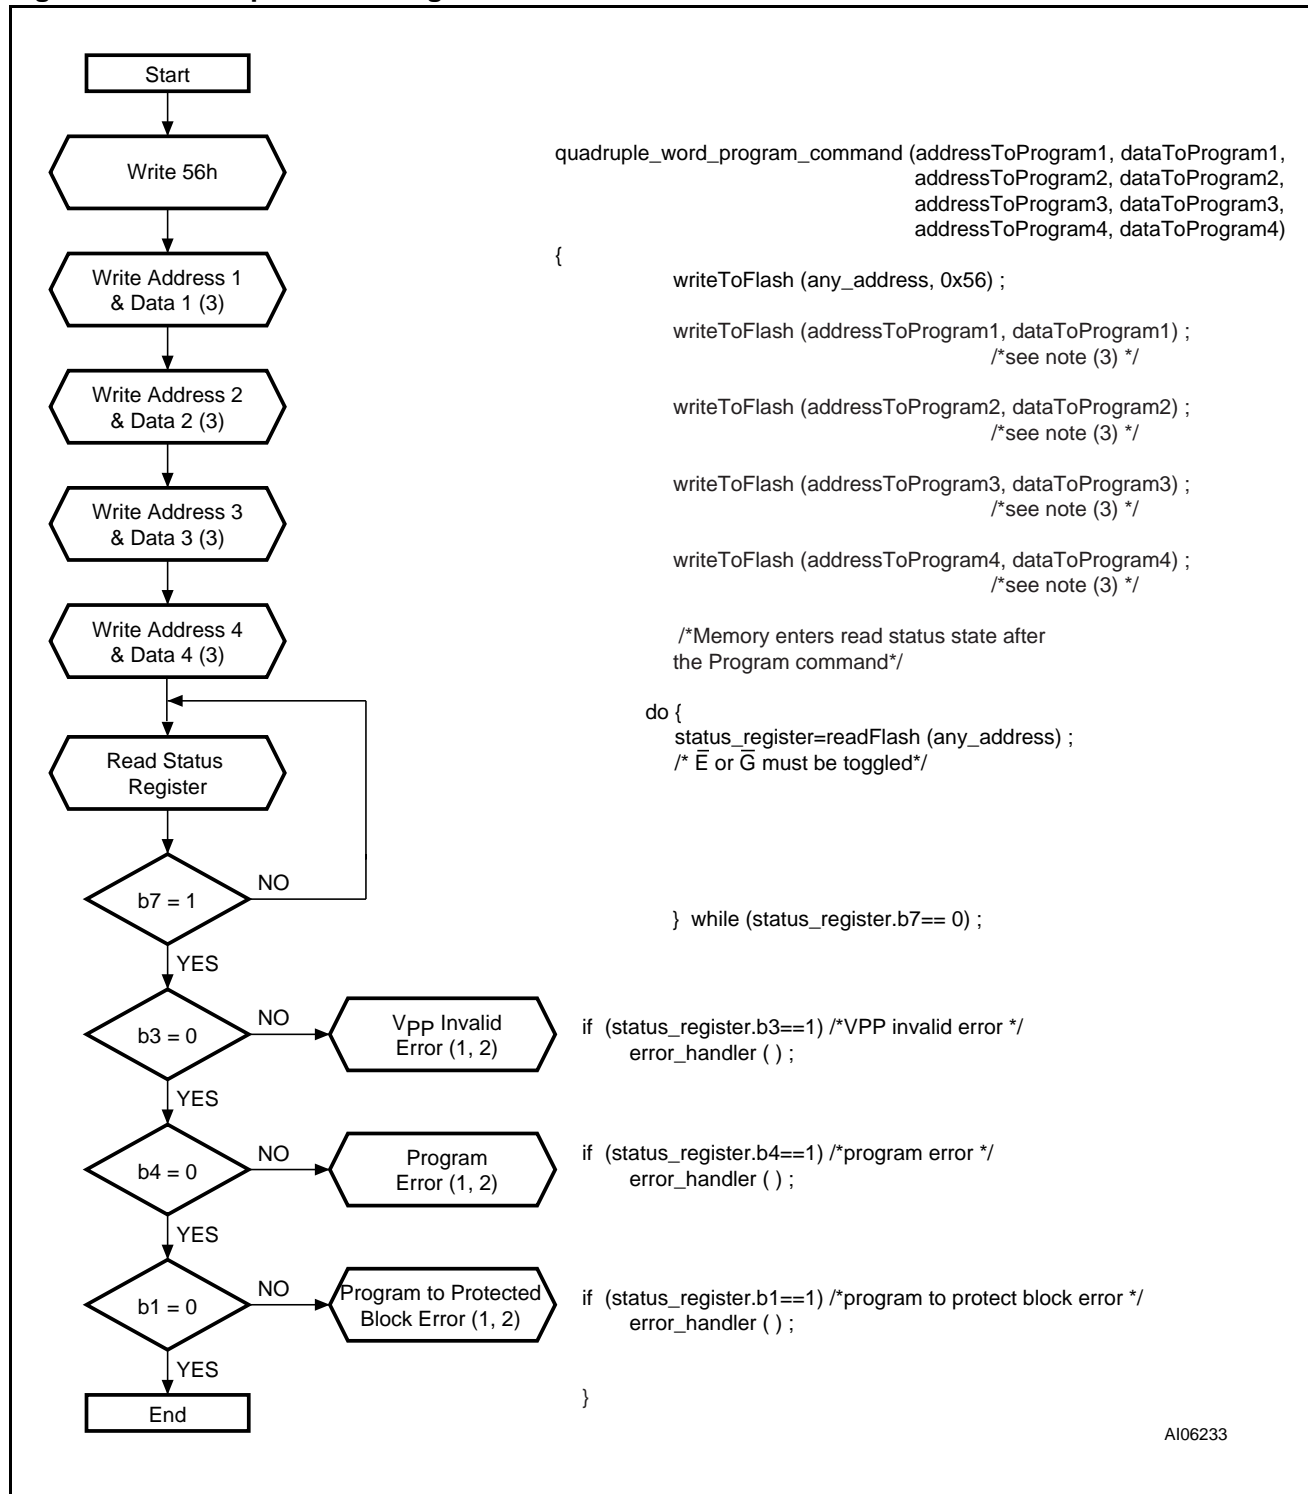 Start
Write 56h
Write Address 1
& Data 1 (3)
Write Address 2
& Data 2 (3)
Write Address 3
& Data 3 (3)
Write Address 4
& Data 4 (3)
Read Status
Register
b7 = 1
NO
YES
b3 = 0
NO
VPP Invalid
Error (1, 2)
YES
b4 = 0
NO
Program
Error (1, 2)
YES
b1 = 0
NO
Program to Protected
Block Error (1, 2)
YES
End
quadruple_word_program_command (addressToProgram1, dataToProgram1,
addressToProgram2, dataToProgram2,
addressToProgram3, dataToProgram3,
addressToProgram4, dataToProgram4)
{
writeToFlash (any_address, 0x56) ;
writeToFlash (addressToProgram1, dataToProgram1) ;
/*see note (3) */
writeToFlash (addressToProgram2, dataToProgram2) ;
/*see note (3) */
writeToFlash (addressToProgram3, dataToProgram3) ;
/*see note (3) */
writeToFlash (addressToProgram4, dataToProgram4) ;
/*see note (3) */
/*Memory enters read status state after
the Program command*/
do {
status_register=readFlash (any_address) ;
/* E̅ or G̅ must be toggled*/
} while (status_register.b7== 0) ;
if (status_register.b3==1) /*VPP invalid error */
error_handler ( ) ;
if (status_register.b4==1) /*program error */
error_handler ( ) ;
if (status_register.b1==1) /*program to protect block error */
error_handler ( ) ;
}
AI06233